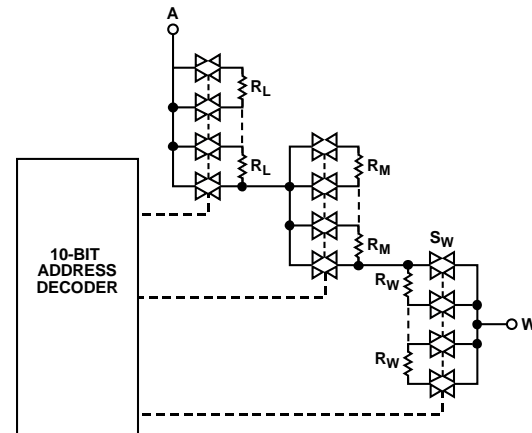 A
R_L
R_L
R_M
R_M
S_W
10-BIT
ADDRESS
DECODER
R_W
W
R_W